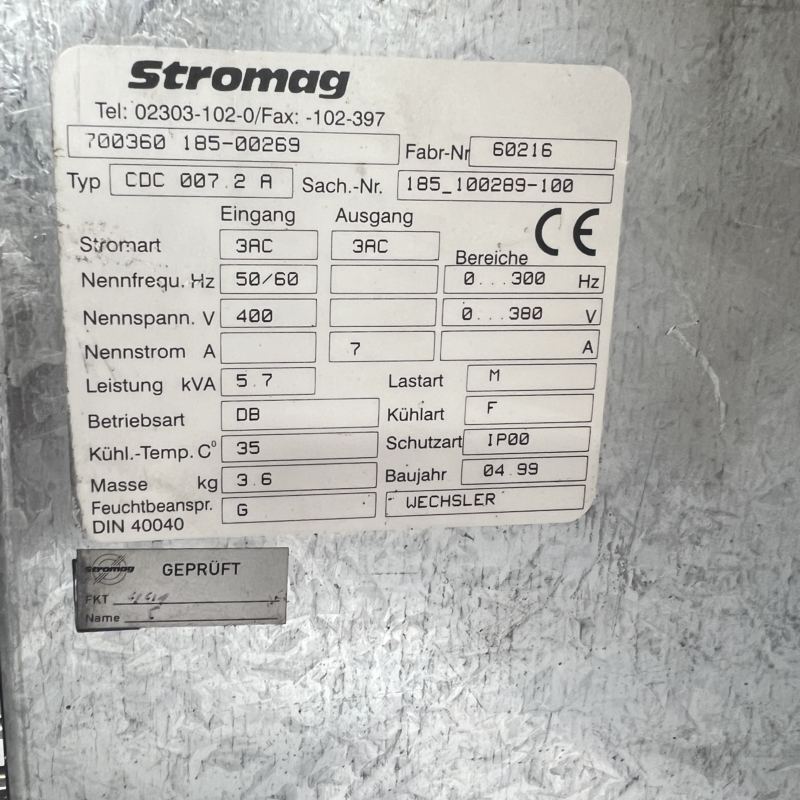 Stromag
Tel: 02303-102-0/Fax: -102-397
700360 185-00269 Fabr-Nr 60216
Typ CDC 007.2 A Sach.-Nr. 185_100289-100
Eingang Ausgang CE
Stromart 3AC 3AC Bereiche
Nennfrequ. Hz 50/60 0...300 Hz
Nennspann. V 400 0...380 V
Nennstrom A 7 A
Leistung kVA 5.7 Lastart M
Betriebsart DB Kühlart F
Kühl.-Temp. C° 35 Schutzart IP00
Masse kg 3.6 Baujahr 04.99
Feuchtbeanspr. G WECHSLER
DIN 40040
stromag GEPRÜFT
FKT
Name